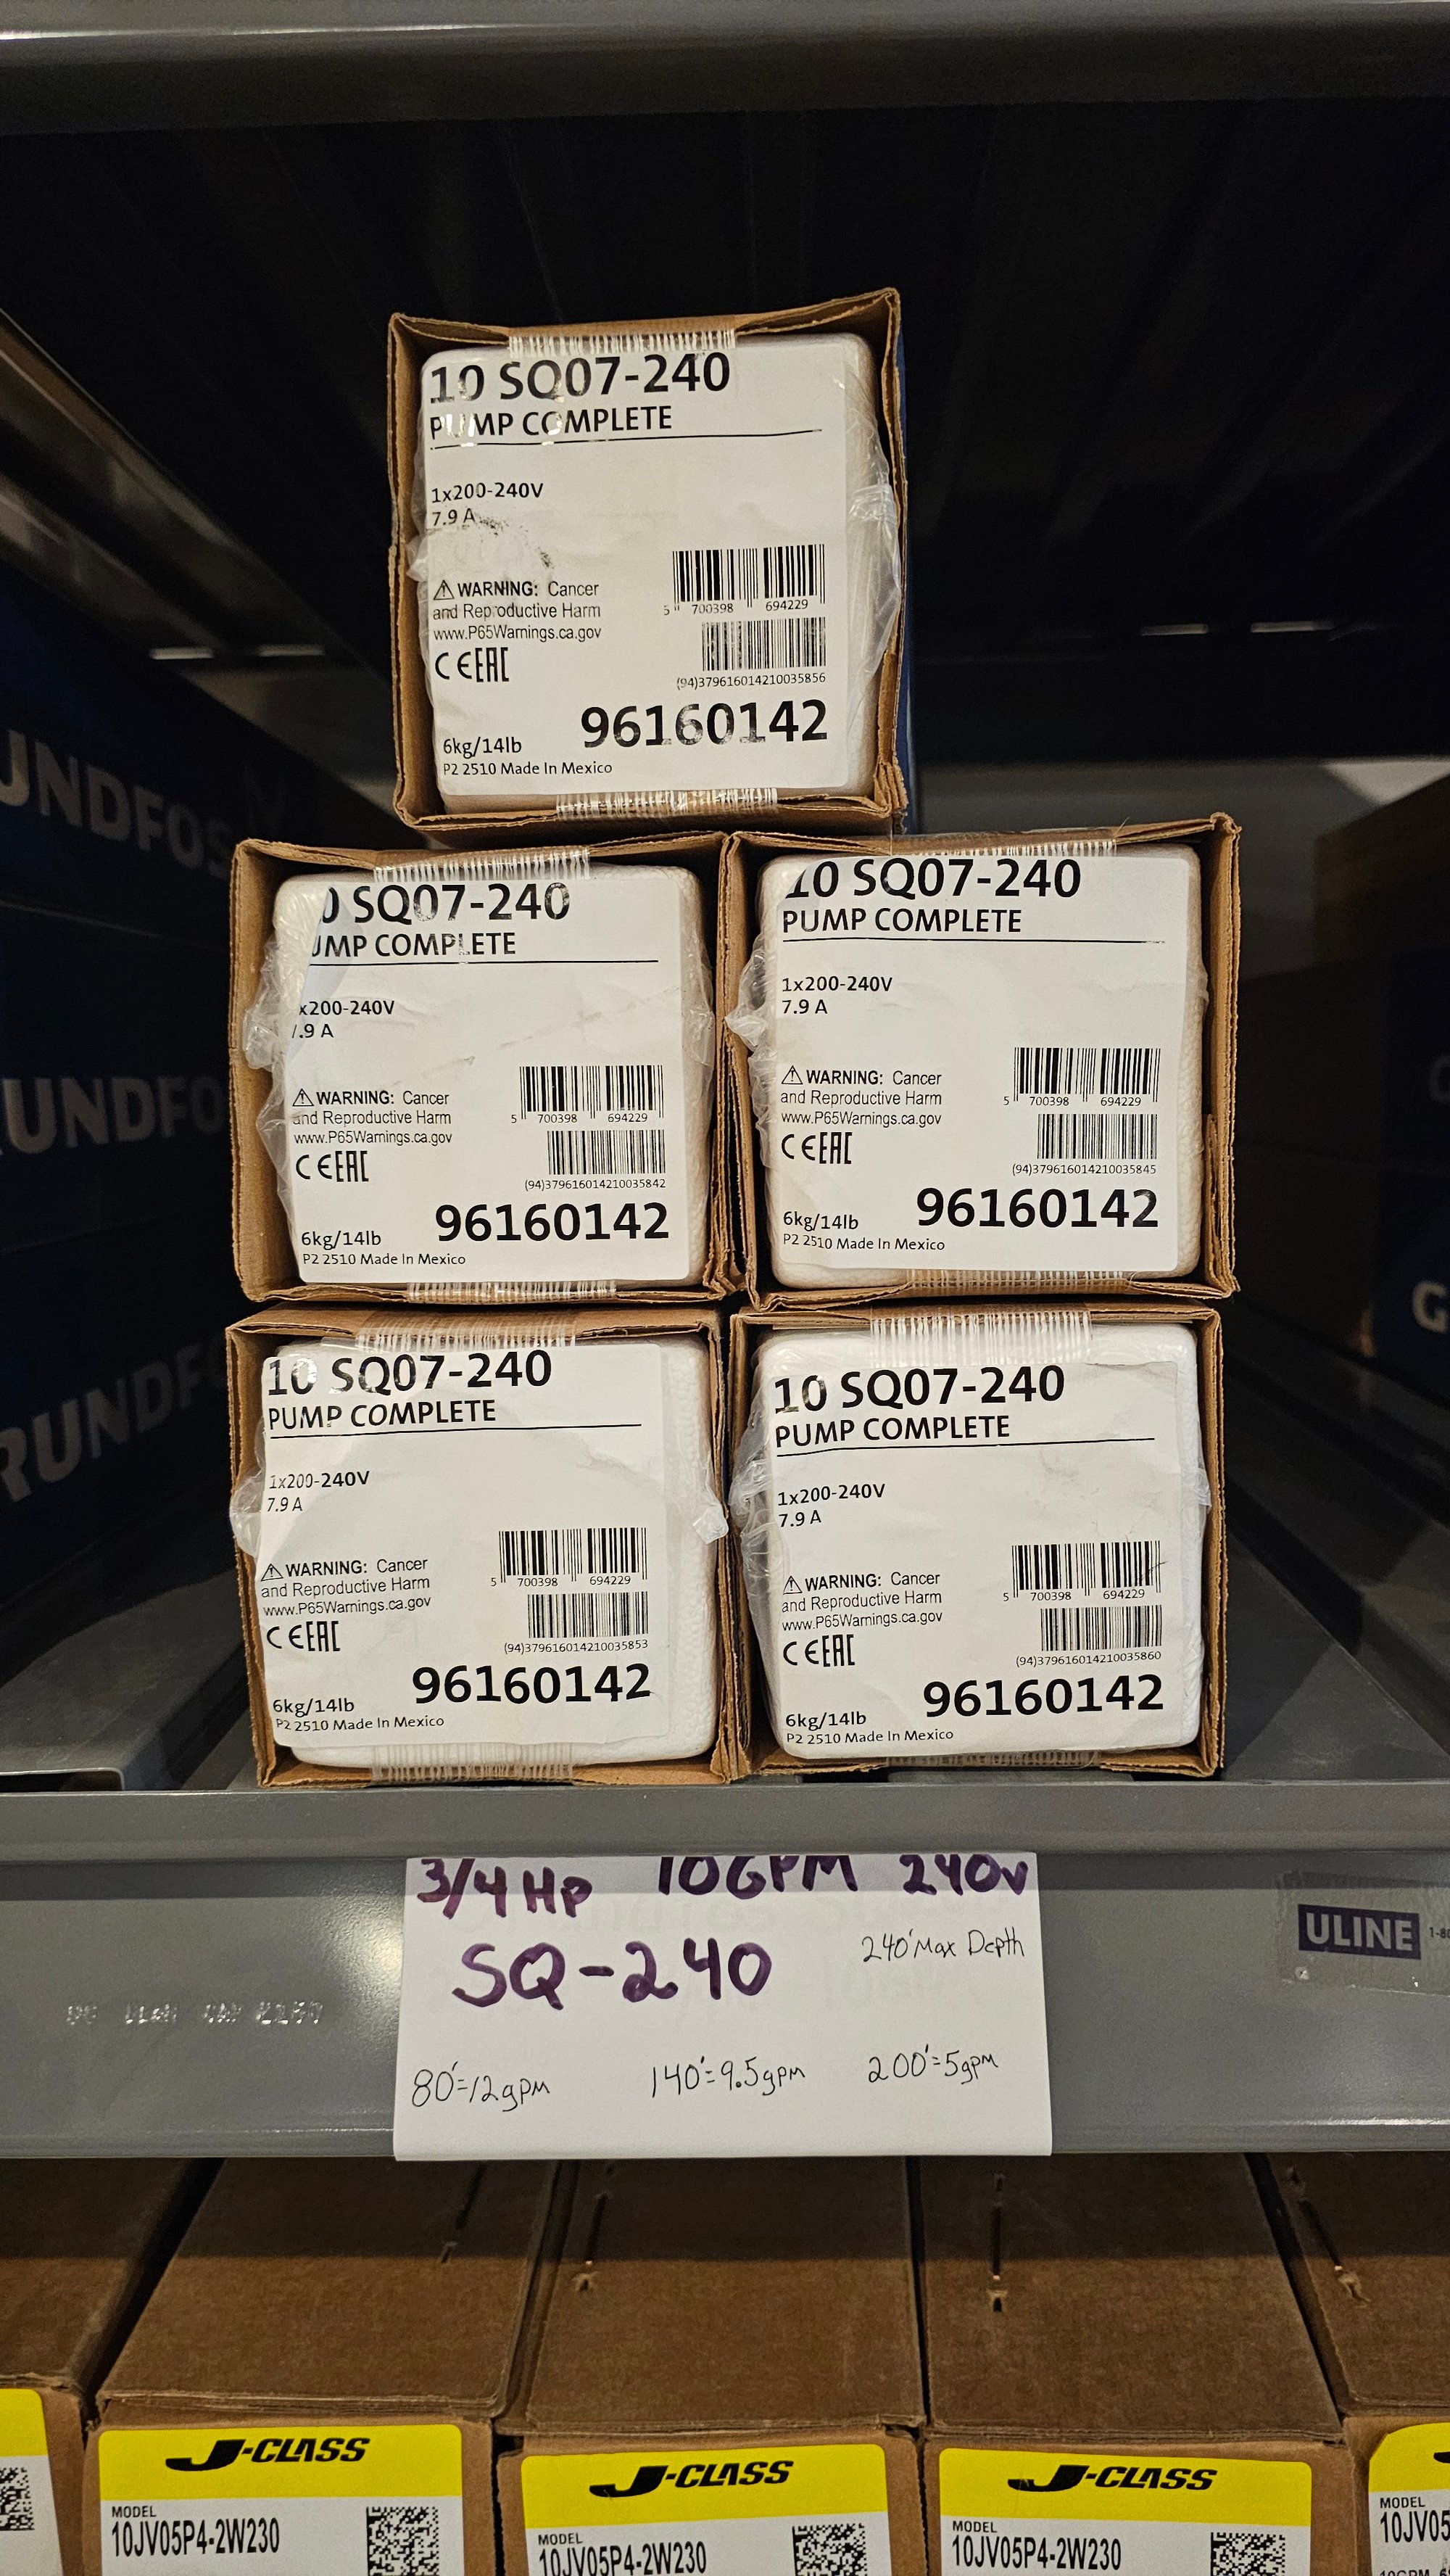 10 SQ07-240
PUMP COMPLETE
1x200-240V
7.9 A
WARNING: Cancer
and Reproductive Harm
www.P65Warnings.ca.gov
CE EAC
5 700398 694229
(94)379616014210035856
96160142
6kg/14lb
P2 2510 Made In Mexico
UNDFOS
0 SQ07-240
UMP COMPLETE
x200-240V
7.9 A
WARNING: Cancer
and Reproductive Harm
www.P65Warnings.ca.gov
CE EAC
5 700398 694229
(94)379616014210035842
96160142
6kg/14lb
P2 2510 Made In Mexico
10 SQ07-240
PUMP COMPLETE
1x200-240V
7.9 A
WARNING: Cancer
and Reproductive Harm
www.P65Warnings.ca.gov
CE EAC
5 700398 694229
(94)379616014210035845
96160142
6kg/14lb
P2 2510 Made In Mexico
UNDFO
G
10 SQ07-240
PUMP COMPLETE
1x200-240V
7.9 A
WARNING: Cancer
and Reproductive Harm
www.P65Warnings.ca.gov
CE EAC
5 700398 694229
(94)379616014210035853
96160142
6kg/14lb
P2 2510 Made In Mexico
10 SQ07-240
PUMP COMPLETE
1x200-240V
7.9 A
WARNING: Cancer
and Reproductive Harm
www.P65Warnings.ca.gov
CE EAC
5 700398 694229
(94)379616014210035860
96160142
6kg/14lb
P2 2510 Made In Mexico
RUNDF
3/4 HP 10GPM 240v
SQ-240
240' Max Depth
80'=12gpm 140'=9.5gpm 200'=5gpm
ULINE
J-CLASS
MODEL
10JV05P4-2W230
J-CLASS
MODEL
10JV05P4-2W230
J-CLASS
MODEL
10JV05P4-2W230
MODEL
10JV05